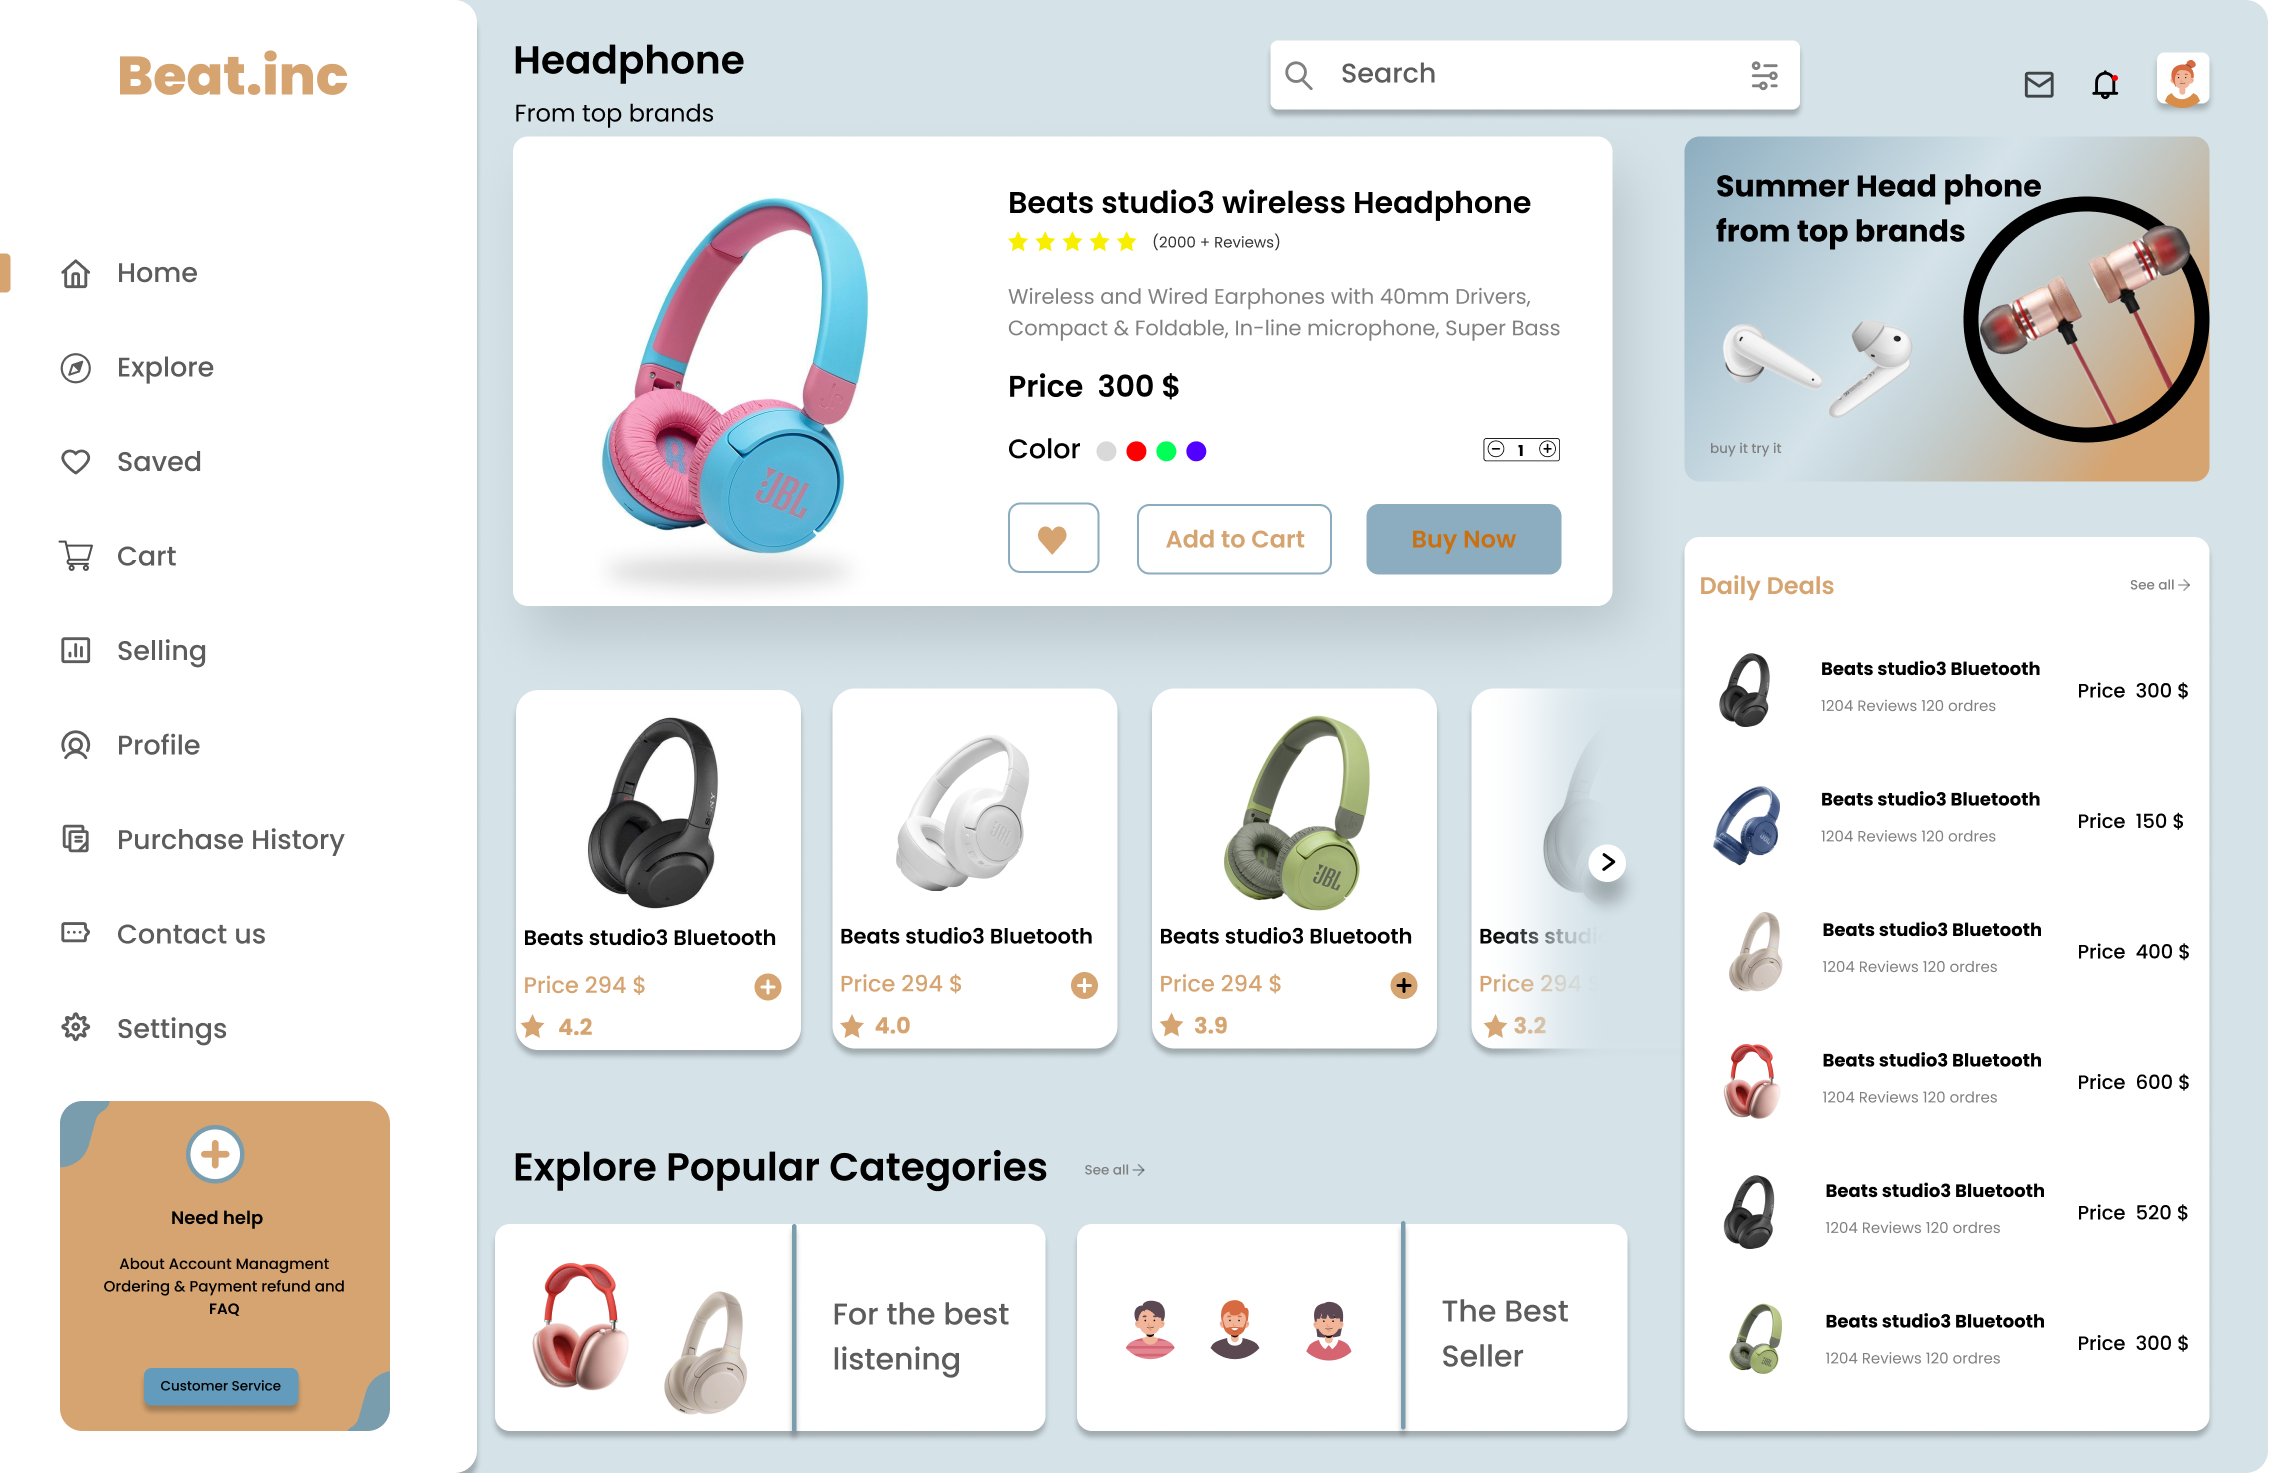 Beat.inc
Home
Explore
Saved
Cart
Selling
Profile
Purchase History
Contact us
Settings
Need help
About Account Managment
Ordering & Payment refund and
FAQ
Customer Service
Headphone
From top brands
Search
Beats studio3 wireless Headphone
(2000 + Reviews)
Wireless and Wired Earphones with 40mm Drivers,
Compact & Foldable, In-line microphone, Super Bass
Price 300 $
Color
1
Add to Cart
Buy Now
R
JBL
Beats studio3 Bluetooth
Price 294 $
4.2
JBL
Beats studio3 Bluetooth
Price 294 $
4.0
JBL
Beats studio3 Bluetooth
Price 294 $
3.9
Beats studi
Price 294
3.2
Explore Popular Categories
See all
For the best
listening
The Best
Seller
Summer Head phone
from top brands
buy it try it
Daily Deals
See all
Beats studio3 Bluetooth
1204 Reviews 120 ordres
Price 300 $
Beats studio3 Bluetooth
1204 Reviews 120 ordres
Price 150 $
Beats studio3 Bluetooth
1204 Reviews 120 ordres
Price 400 $
Beats studio3 Bluetooth
1204 Reviews 120 ordres
Price 600 $
Beats studio3 Bluetooth
1204 Reviews 120 ordres
Price 520 $
Beats studio3 Bluetooth
1204 Reviews 120 ordres
Price 300 $